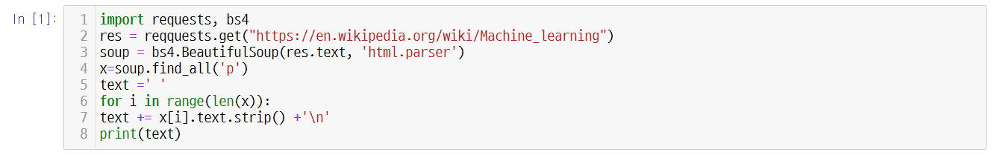 In [1]:
1 import requests, bs4
2 res = reqquests.get("https://en.wikipedia.org/wiki/Machine_learning")
3 soup = bs4.BeautifulSoup(res.text, 'html.parser')
4 x=soup.find_all('p')
5 text =' '
6 for i in range(len(x)):
7 text += x[i].text.strip() +'\n'
8 print(text)